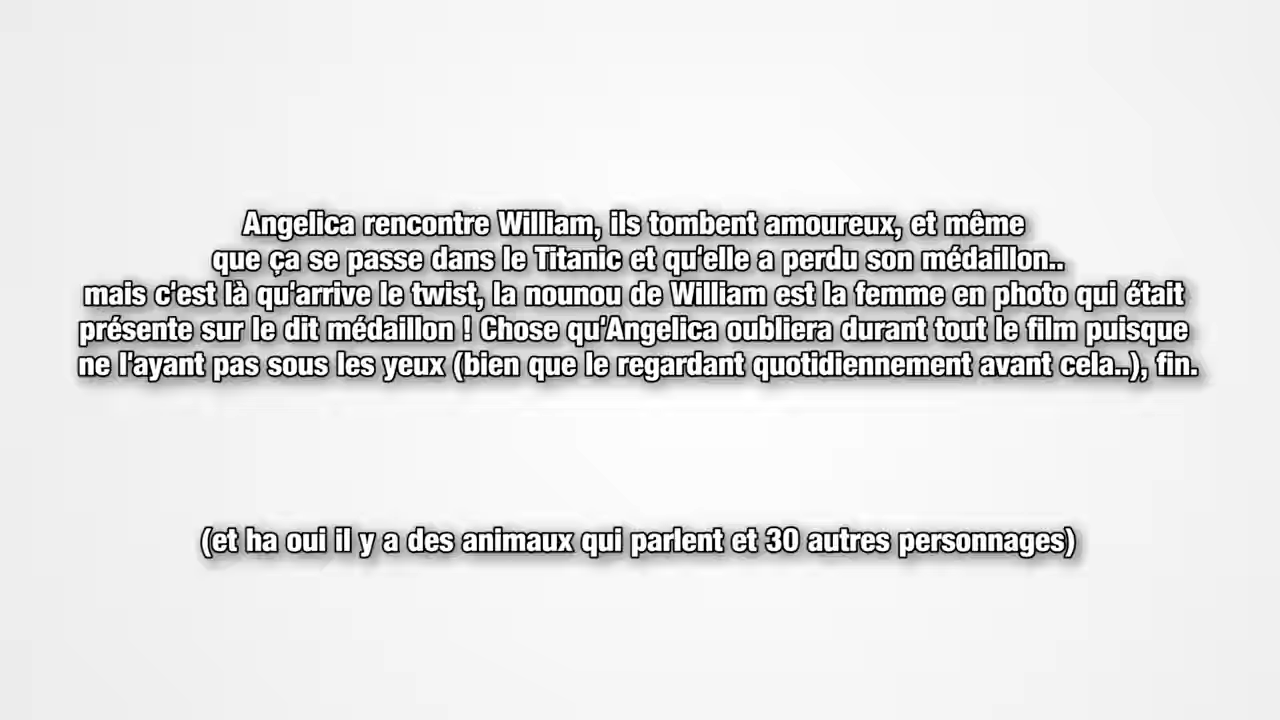 Angelica rencontre William, ils tombent amoureux, et même
que ça se passe dans le Titanic et qu'elle a perdu son médaillon..
mais c'est là qu'arrive le twist, la nounou de William est la femme en photo qui était
présente sur le dit médaillon ! Chose qu'Angelica oubliera durant tout le film puisque
ne l'ayant pas sous les yeux (bien que le regardant quotidiennement avant cela..), fin.
(et ha oui il y a des animaux qui parlent et 30 autres personnages)